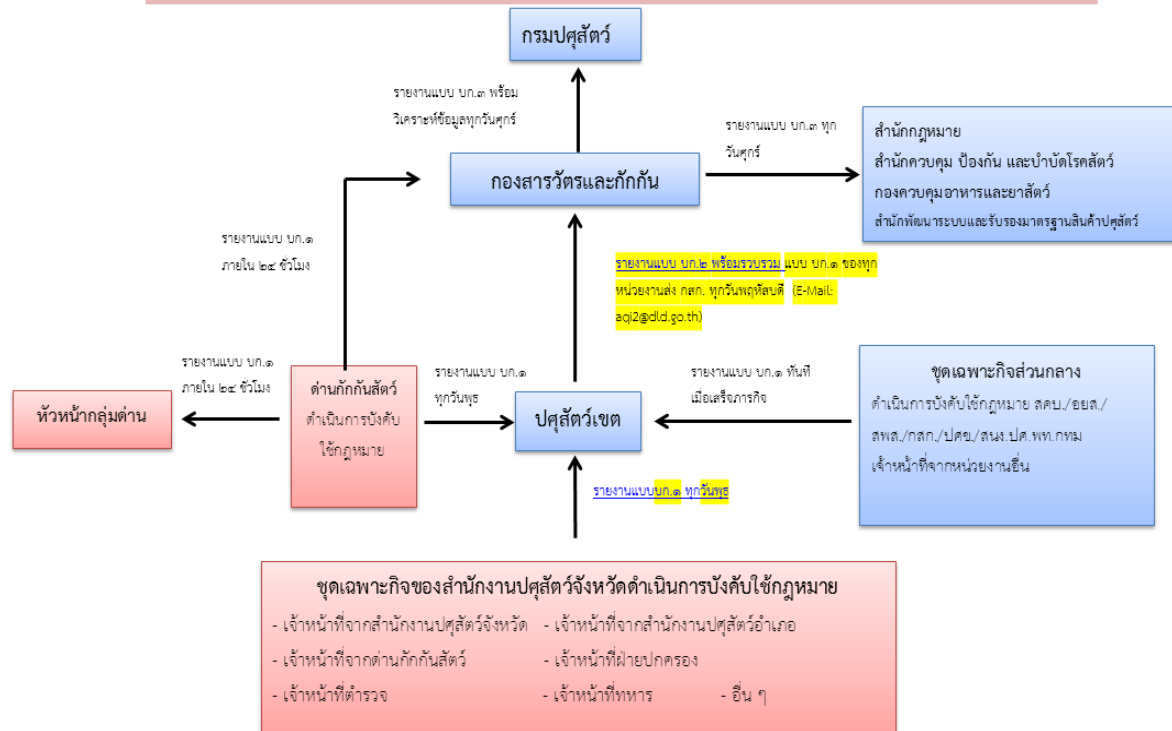 กรมปศุสัตว์
รายงานแบบ บก.๓ พร้อม
วิเคราะห์ข้อมูลทุกวันศุกร์
รายงานแบบ บก.๓ ทุก
วันศุกร์
สำนักกฎหมาย
สำนักควบคุม ป้องกัน และบำบัดโรคสัตว์
กองควบคุมอาหารและยาสัตว์
สำนักพัฒนาระบบและรับรองมาตรฐานสินค้าปศุสัตว์
กองสารวัตรและกักกัน
รายงานแบบ บก.๑
ภายใน ๒๔ ชั่วโมง
รายงานแบบ บก.๒ พร้อมรวบรวม แบบ บก.๑ ของทุก
หน่วยงานส่ง กสก. ทุกวันพฤหัสบดี (E-Mail:
aqi2@dld.go.th)
รายงานแบบ บก.๑
ภายใน ๒๔ ชั่วโมง
หัวหน้ากลุ่มด่าน
ด่านกักกันสัตว์
ดำเนินการบังคับ
ใช้กฎหมาย
รายงานแบบ บก.๑
ทุกวันพุธ
ปศุสัตว์เขต
รายงานแบบ บก.๑ ทันที
เมื่อเสร็จภารกิจ
ชุดเฉพาะกิจส่วนกลาง
ดำเนินการบังคับใช้กฎหมาย สคบ./อยส./
สพส./กสก./ปศข./สนง.ปศ.พท.กทม
เจ้าหน้าที่จากหน่วยงานอื่น
รายงานแบบบก.๑ ทุกวันพุธ
ชุดเฉพาะกิจของสำนักงานปศุสัตว์จังหวัดดำเนินการบังคับใช้กฎหมาย
- เจ้าหน้าที่จากสำนักงานปศุสัตว์จังหวัด - เจ้าหน้าที่จากสำนักงานปศุสัตว์อำเภอ
- เจ้าหน้าที่จากด่านกักกันสัตว์ - เจ้าหน้าที่ฝ่ายปกครอง
- เจ้าหน้าที่ตำรวจ - เจ้าหน้าที่ทหาร - อื่น ๆ